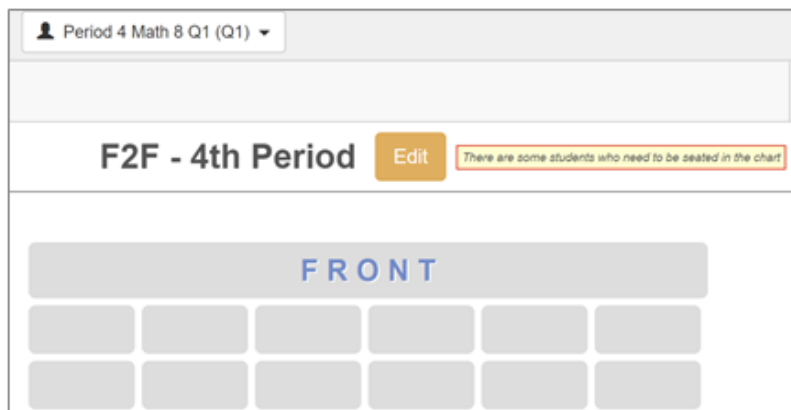 Period 4 Math 8 Q1 (Q1)
F2F - 4th Period
Edit
There are some students who need to be seated in the chart
FRONT